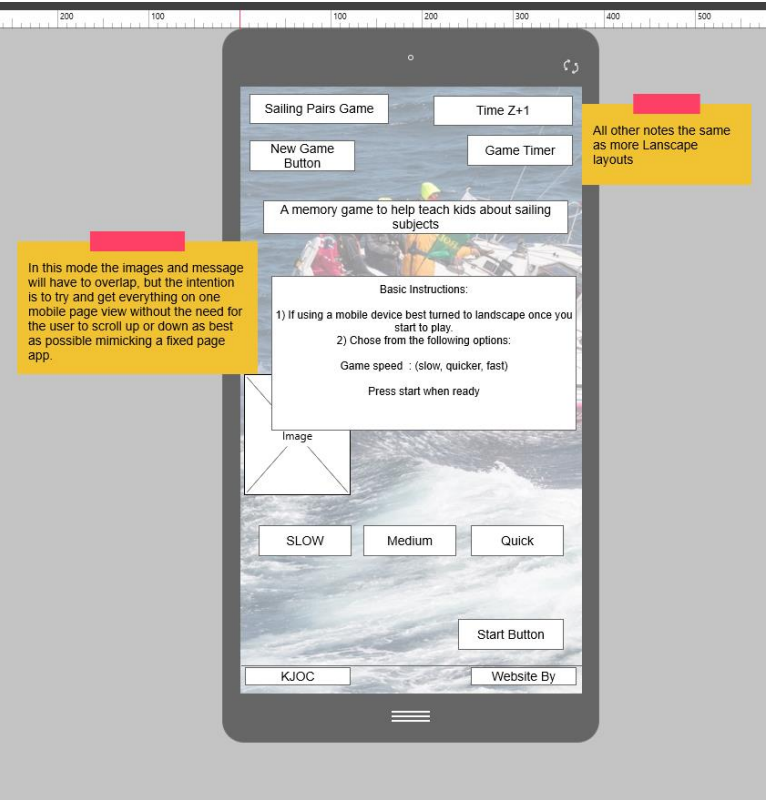 200
100
100
200
300
400
500
Sailing Pairs Game
Time Z+1
New Game
Button
Game Timer
All other notes the same
as more Lanscape
layouts
A memory game to help teach kids about sailing
subjects
In this mode the images and message
will have to overlap, but the intention
is to try and get everything on one
mobile page view without the need for
the user to scroll up or down as best
as possible mimicking a fixed page
app.
Basic Instructions:
1) If using a mobile device best turned to landscape once you
start to play.
2) Chose from the following options:
Game speed : (slow, quicker, fast)
Press start when ready
Image
SLOW
Medium
Quick
Start Button
KJOC
Website By